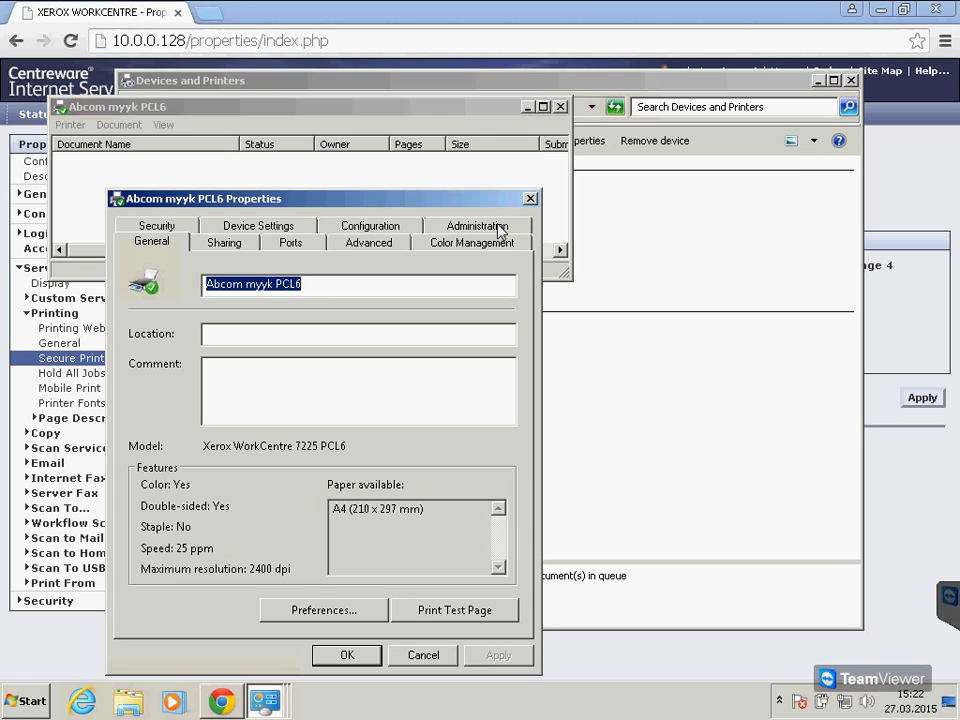 XEROX WORKCENTRE - Prop
10.0.0.128/properties/index.php
Centreware®
Internet Serv
Site Map
Help...
Devices and Printers
Search Devices and Printers
Remove device
Abcom myyk PCL6
Printer Document View
Document Name Status Owner Pages Size Subm
Abcom myyk PCL6 Properties
Security Device Settings Configuration Administration
General Sharing Ports Advanced Color Management
Abcom myyk PCL6
Location:
Comment:
Model: Xerox WorkCentre 7225 PCL6
Features
Color: Yes
Double-sided: Yes
Staple: No
Speed: 25 ppm
Maximum resolution: 2400 dpi
Paper available:
A4 (210 x 297 mm)
Preferences... Print Test Page
OK Cancel Apply
Statu
Prop
Conf
Desc
Gen
Con
Logi
Acc
Serv
Display
Custom Serv
Printing
Printing Web
General
Secure Print
Hold All Jobs
Mobile Print
Printer Fonts
Page Descr
Copy
Scan Service
Email
Internet Fax
Server Fax
Scan To...
Workflow Sc
Scan to Mail
Scan to Home
Scan To USB
Print From
Security
ge 4
Apply
cument(s) in queue
TeamViewer
Start
15:22
27.03.2015